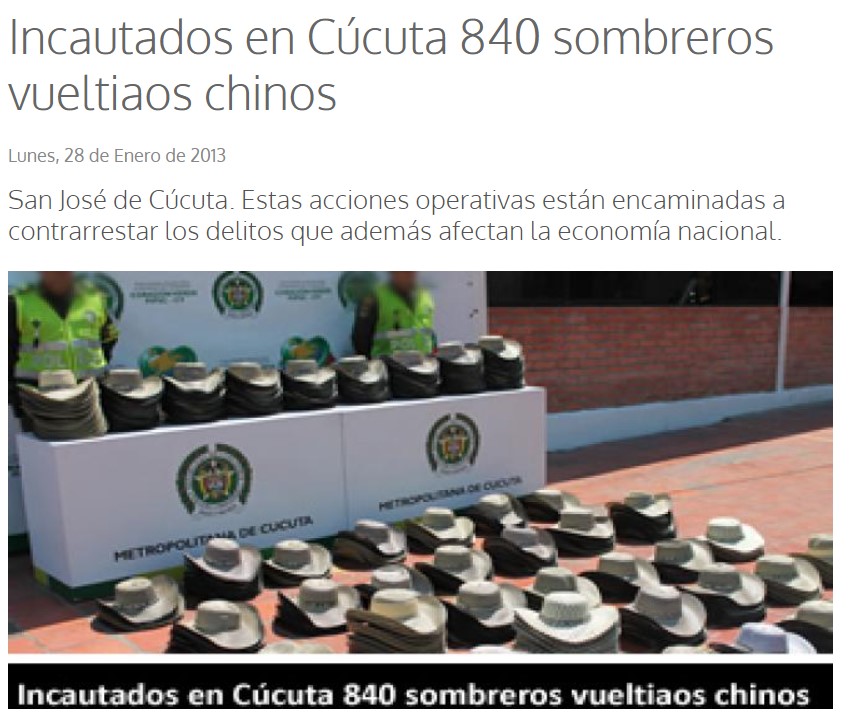 Incautados en Cúcuta 840 sombreros
vueltiaos chinos
Lunes, 28 de Enero de 2013
San José de Cúcuta. Estas acciones operativas están encaminadas a
contrarrestar los delitos que además afectan la economía nacional.
METROPOLITANA DE CUCUTA
METROPOLITANA DE CUCUTA
Incautados en Cúcuta 840 sombreros vueltiaos chinos